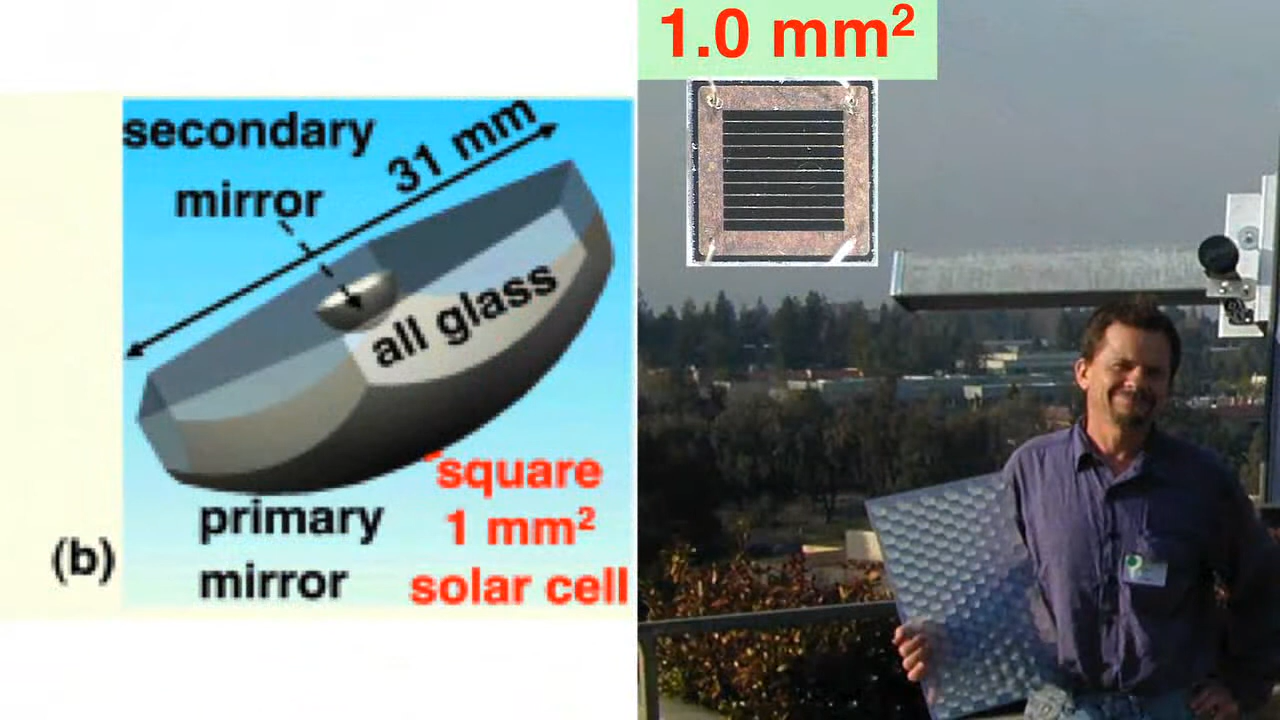 secondary
mirror
31 mm
all glass
square
1 mm²
solar cell
primary
mirror
(b)
1.0 mm²